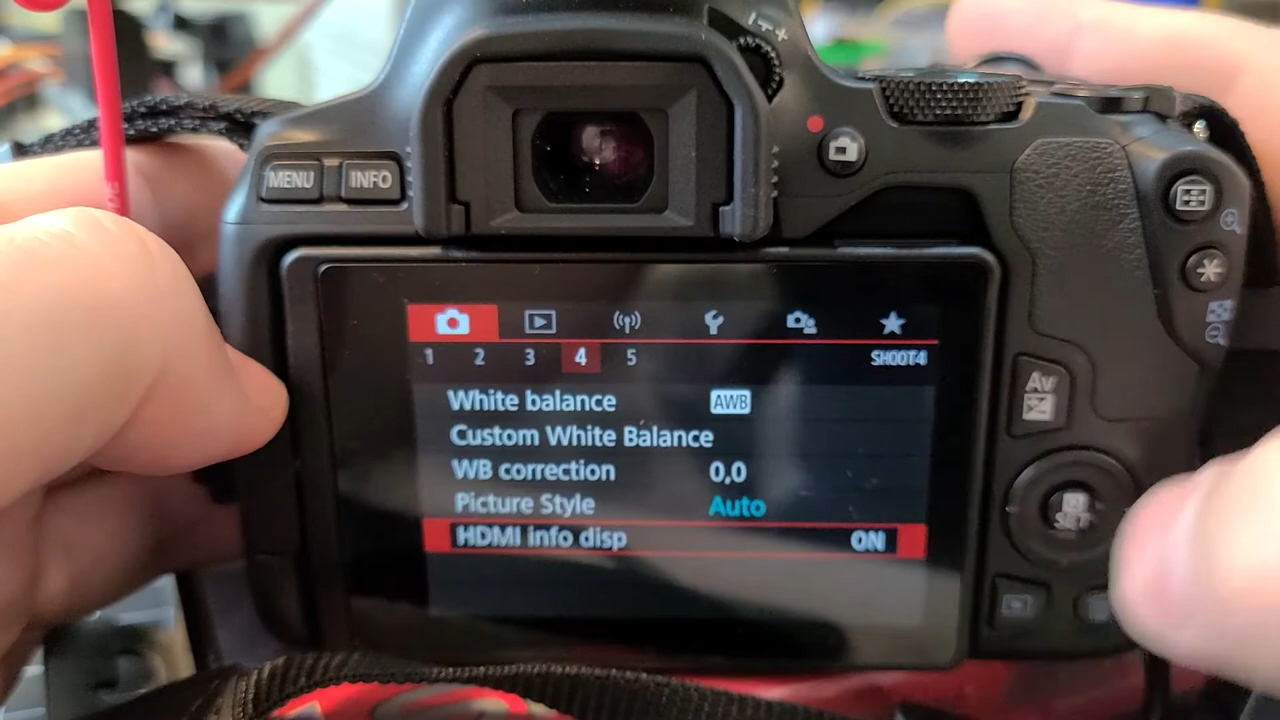 MENU INFO
Av
1 2 3 4 5 SHOOT4
White balance AWB
Custom White Balance
WB correction 0,0
Picture Style Auto
HDMI info disp ON
SET